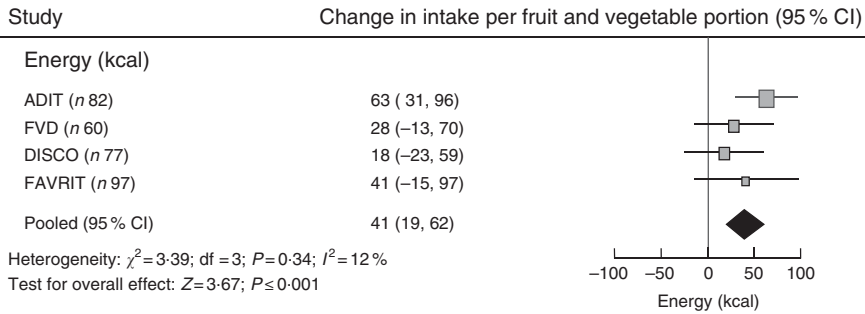 Study Change in intake per fruit and vegetable portion (95 % CI)
Energy (kcal)
ADIT (n 82) 63 ( 31, 96)
FVD (n 60) 28 (–13, 70)
DISCO (n 77) 18 (–23, 59)
FAVRIT (n 97) 41 (–15, 97)
Pooled (95 % CI) 41 (19, 62)
Heterogeneity: χ²=3·39; df =3; P=0·34; I²=12 %
Test for overall effect: Z=3·67; P≤0·001
–100 –50 0 50 100
Energy (kcal)